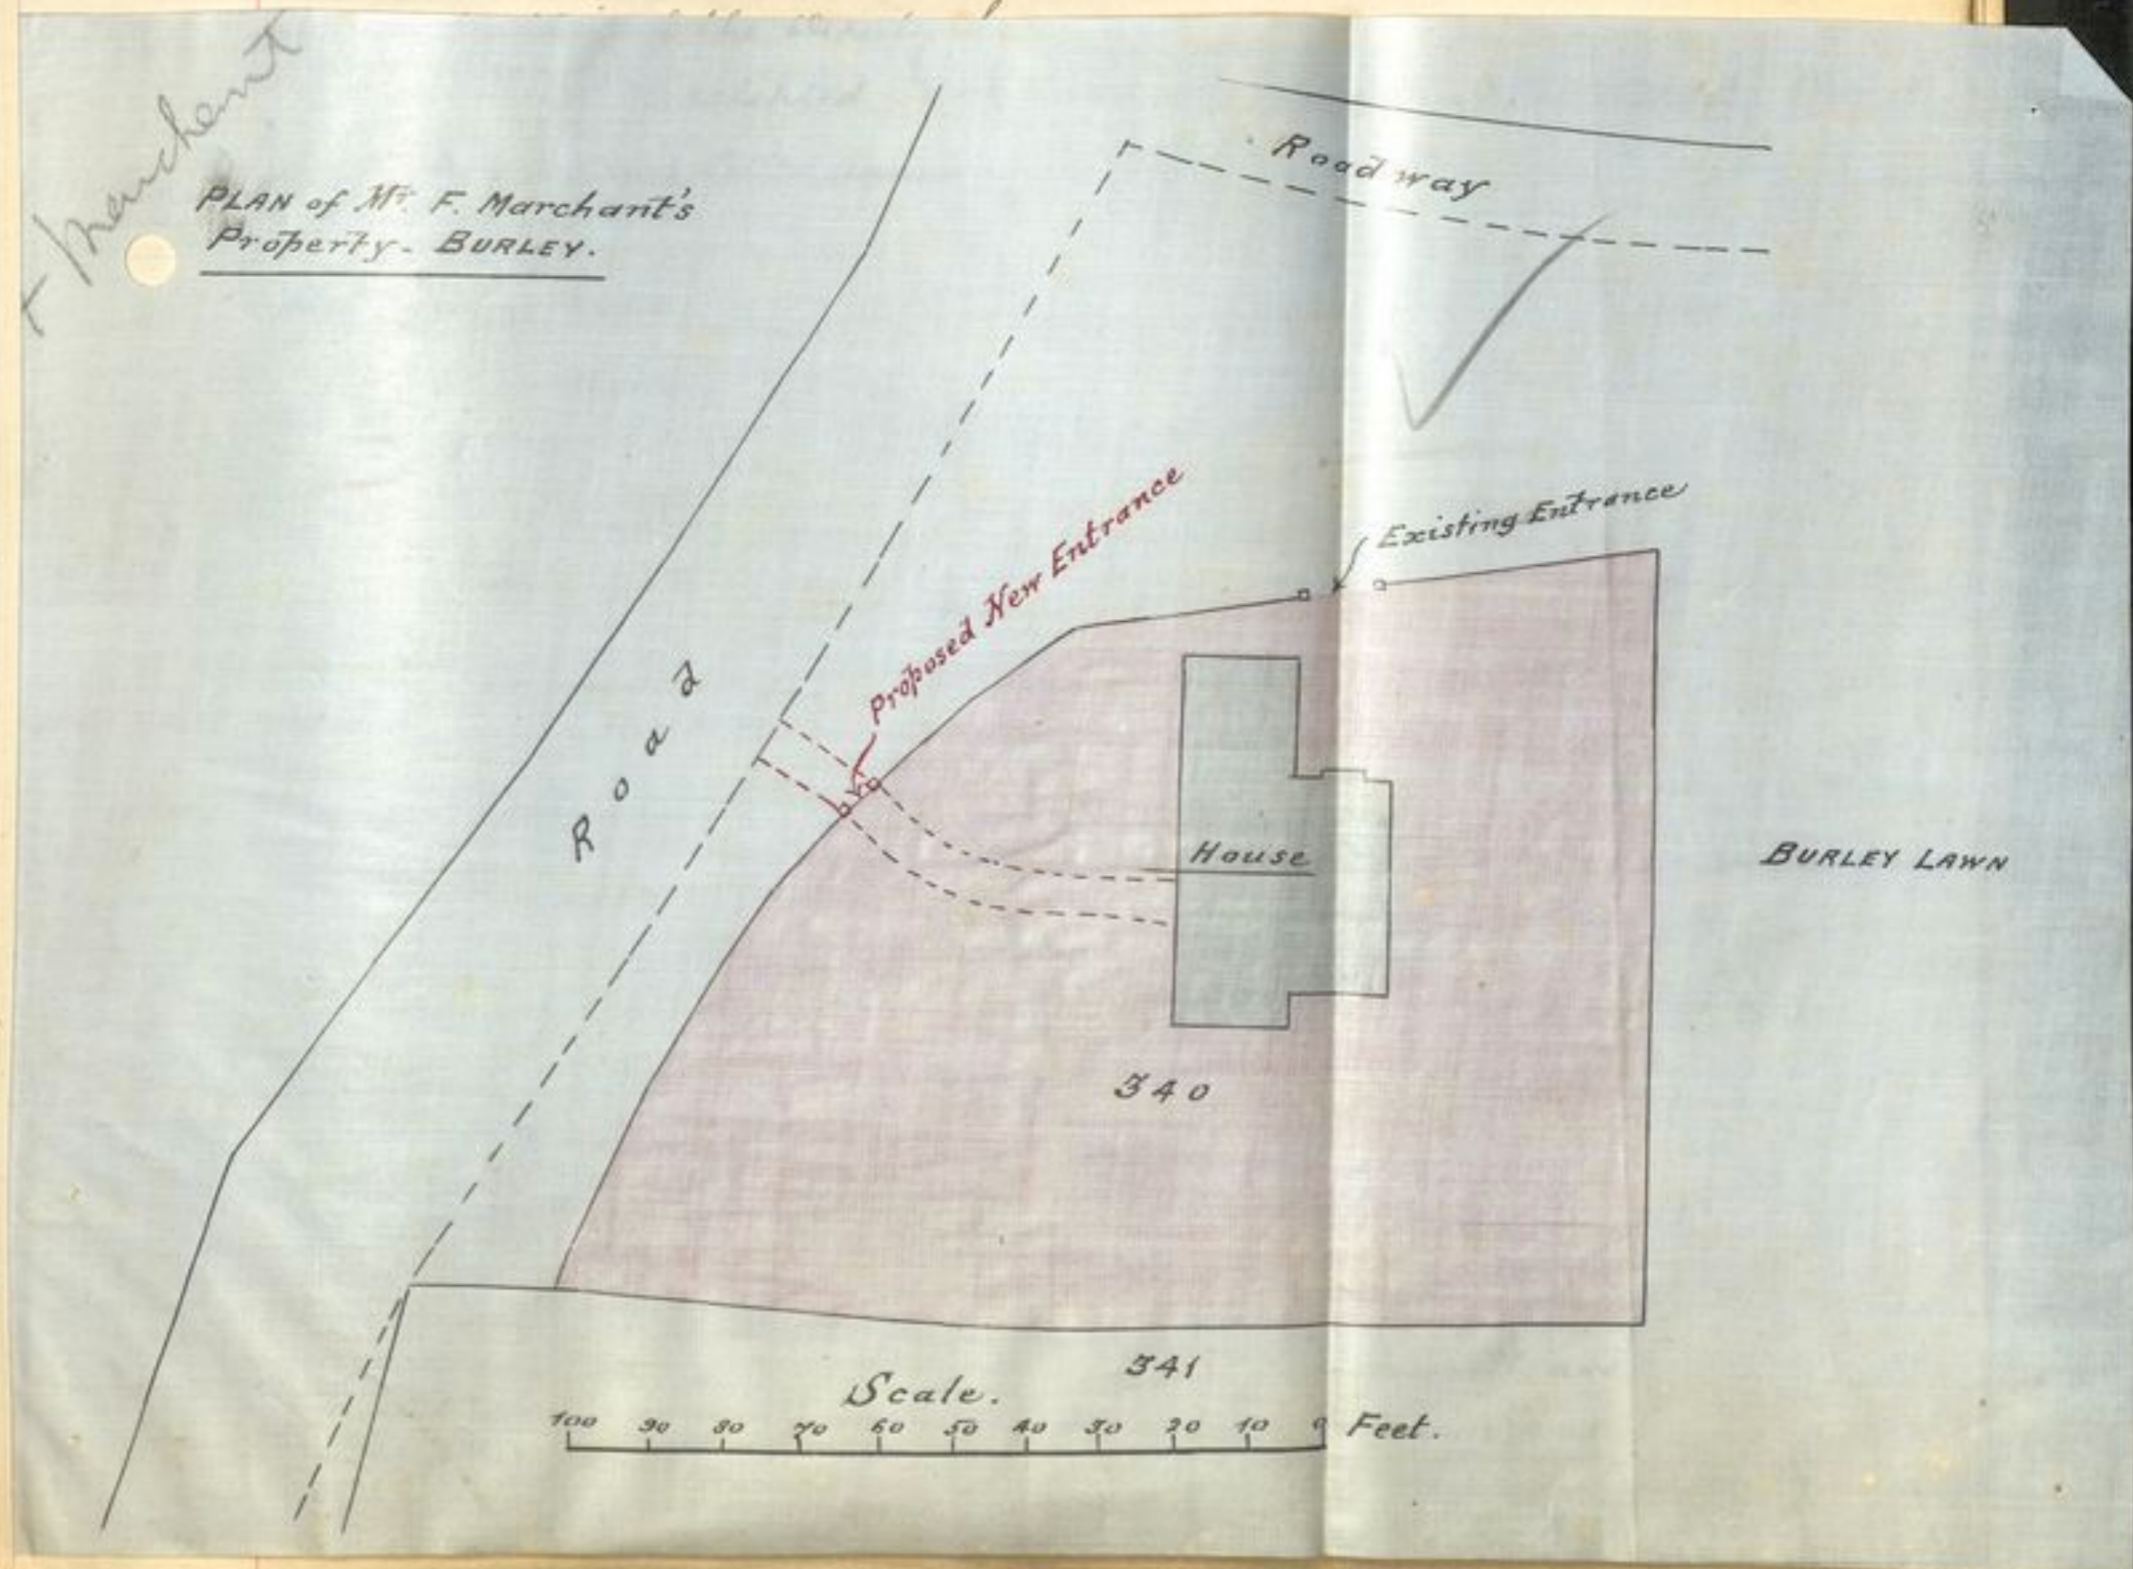 Marchant
PLAN of Mr. F. Marchant's
Property - BURLEY.
Roadway
Existing Entrance
Proposed New Entrance
Road
House
BURLEY LAWN
340
341
Scale.
100 90 80 70 60 50 40 30 20 10 0 Feet.